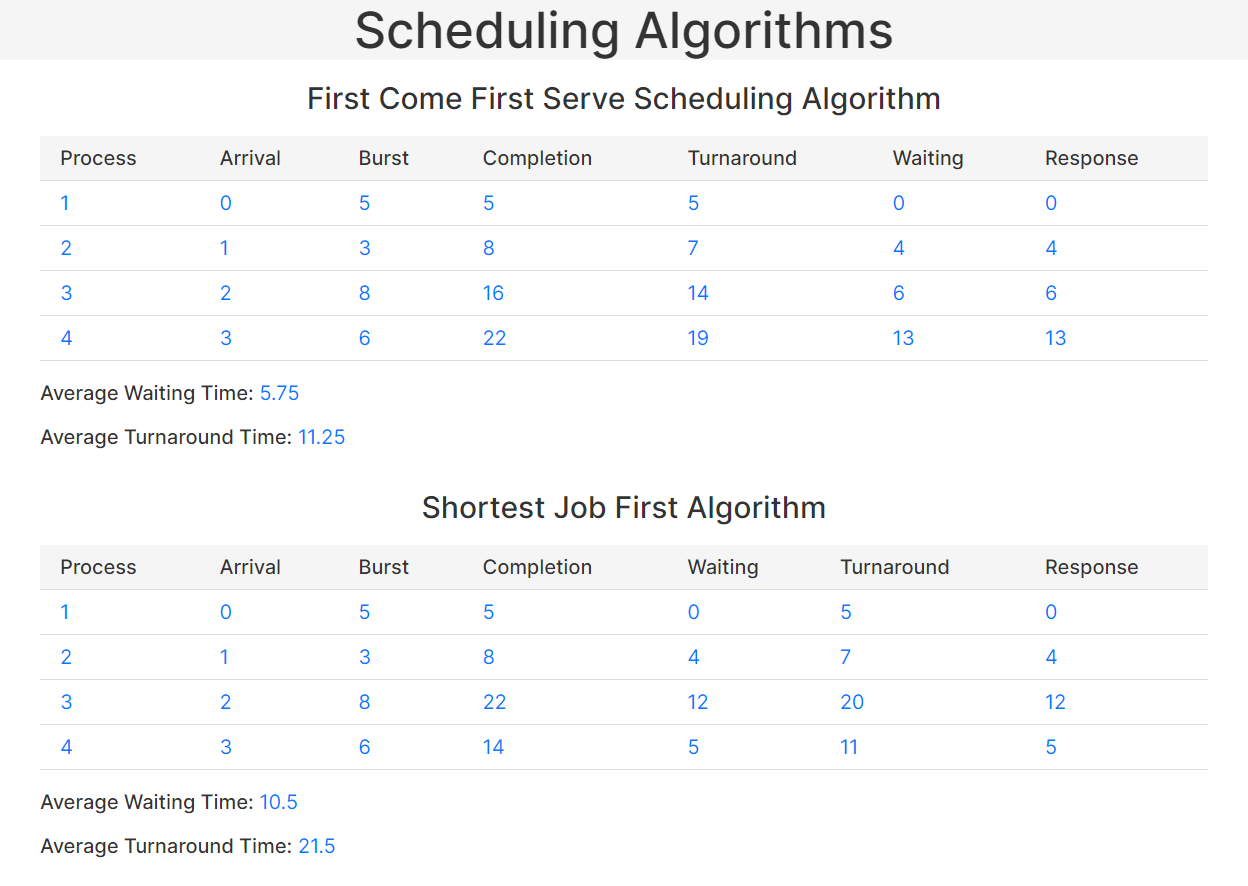 Scheduling Algorithms
First Come First Serve Scheduling Algorithm
Process Arrival Burst Completion Turnaround Waiting Response
1 0 5 5 5 0 0
2 1 3 8 7 4 4
3 2 8 16 14 6 6
4 3 6 22 19 13 13
Average Waiting Time: 5.75
Average Turnaround Time: 11.25
Shortest Job First Algorithm
Process Arrival Burst Completion Waiting Turnaround Response
1 0 5 5 0 5 0
2 1 3 8 4 7 4
3 2 8 22 12 20 12
4 3 6 14 5 11 5
Average Waiting Time: 10.5
Average Turnaround Time: 21.5